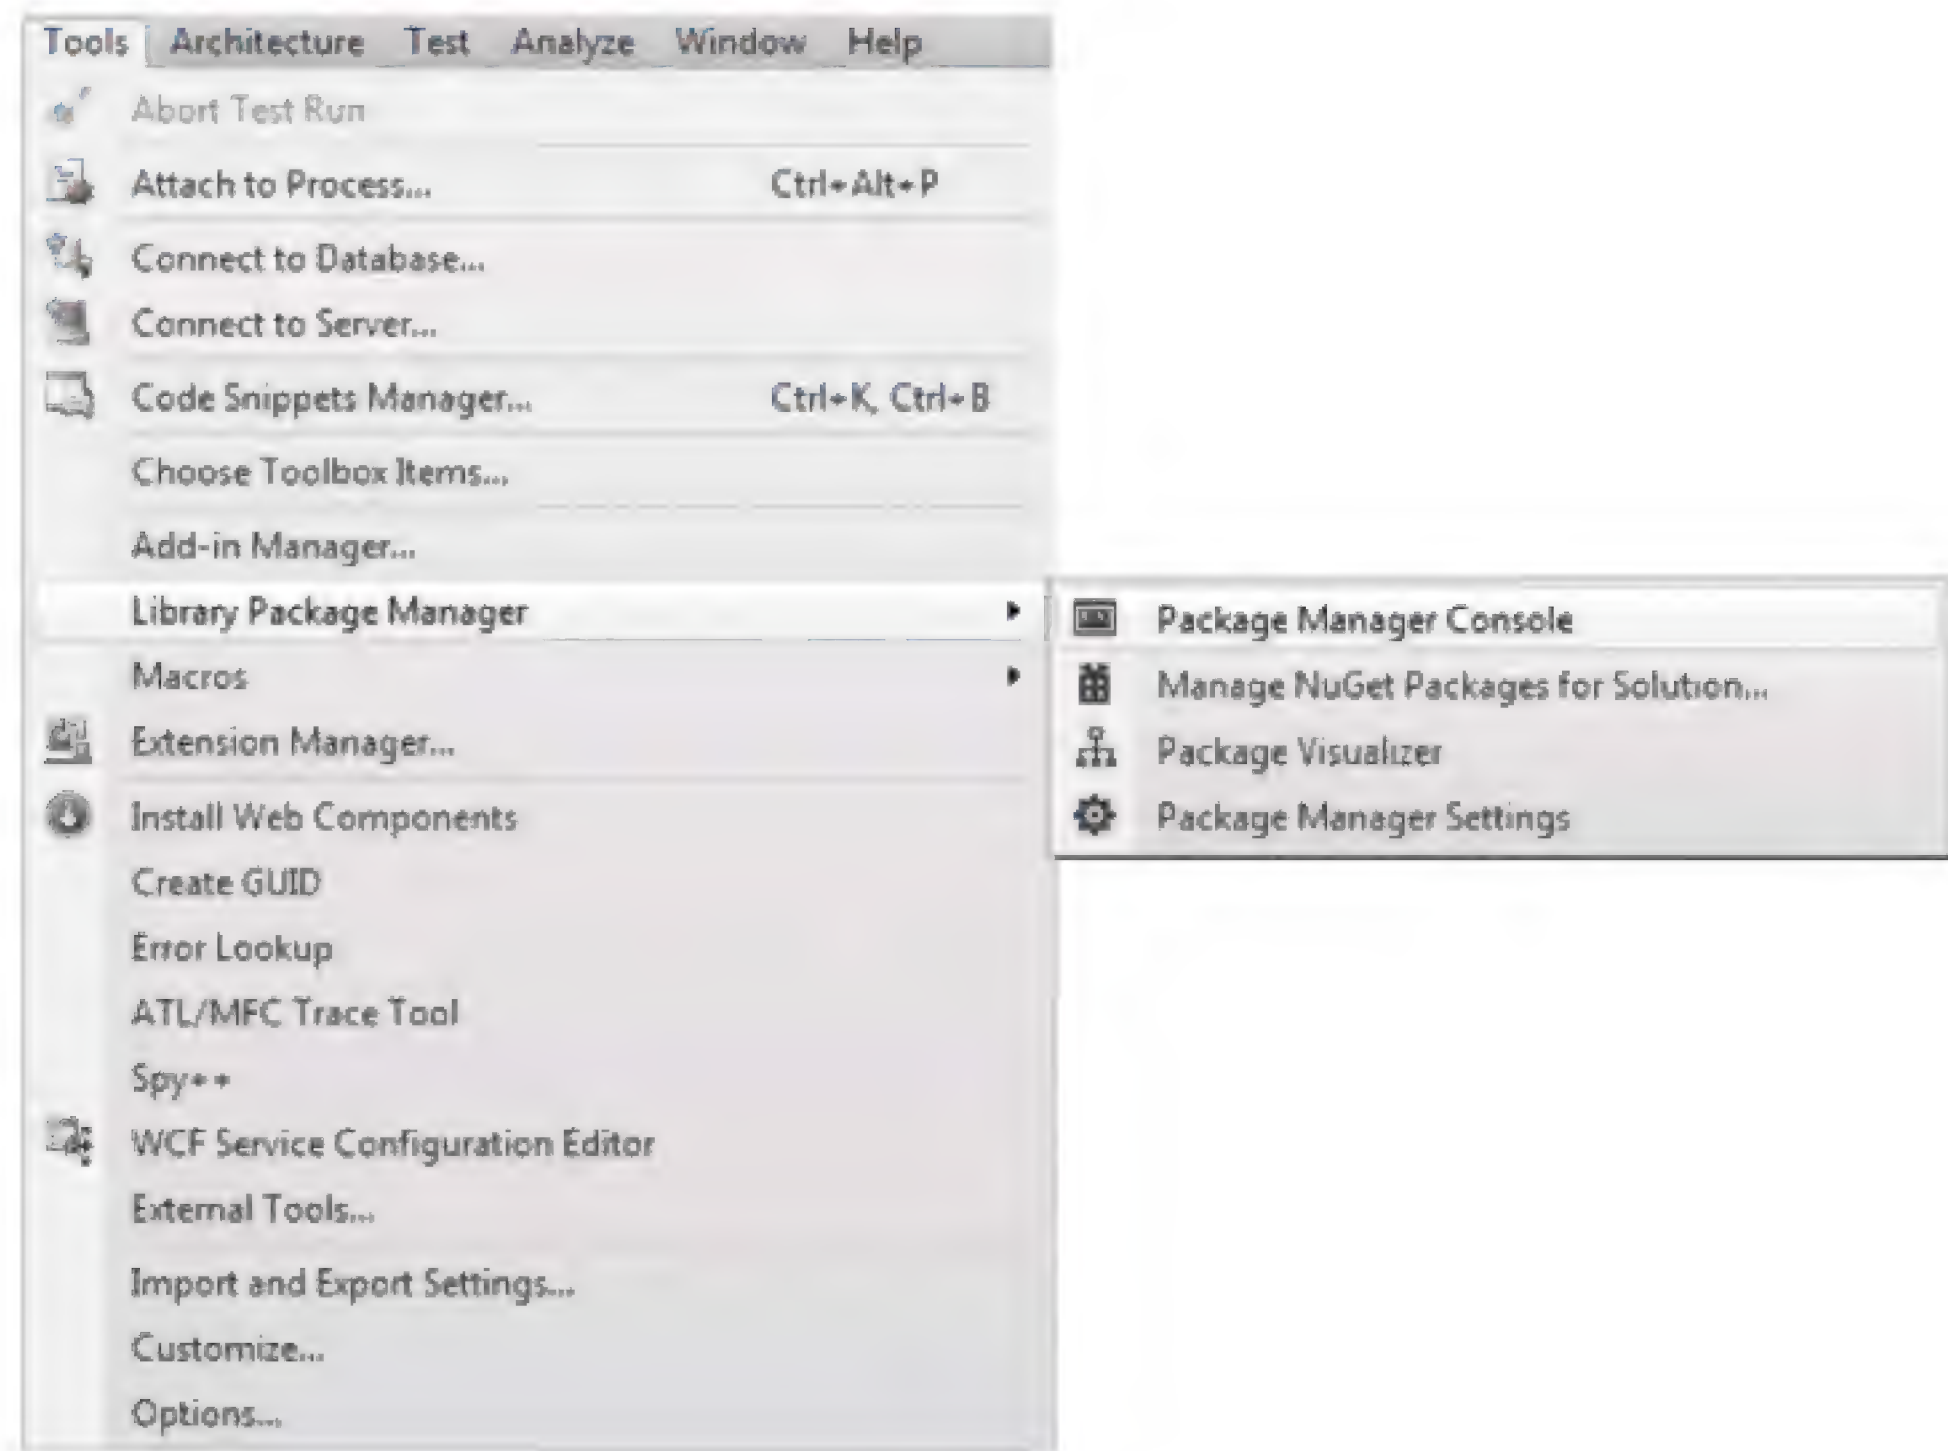 Tools Architecture Test Analyze Window Help
Abort Test Run
Attach to Process... Ctrl+Alt+P
Connect to Database...
Connect to Server...
Code Snippets Manager... Ctrl+K, Ctrl+B
Choose Toolbox Items...
Add-in Manager...
Library Package Manager
Macros
Extension Manager...
Install Web Components
Create GUID
Error Lookup
ATL/MFC Trace Tool
Spy++
WCF Service Configuration Editor
External Tools...
Import and Export Settings...
Customize...
Options...
Package Manager Console
Manage NuGet Packages for Solution...
Package Visualizer
Package Manager Settings